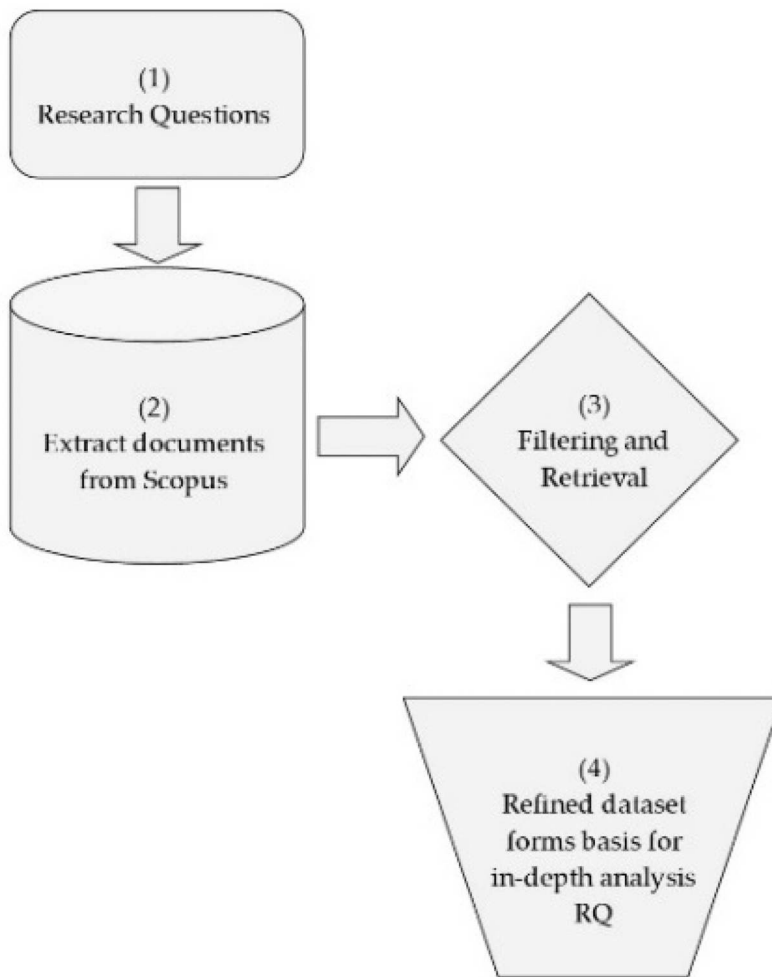 (1)
Research Questions
(2)
Extract documents
from Scopus
(3)
Filtering and
Retrieval
(4)
Refined dataset
forms basis for
in-depth analysis
RQ